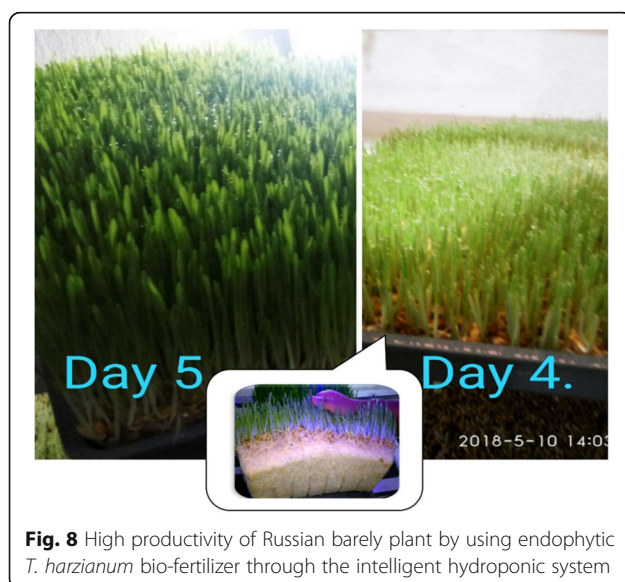 Day 5
Day 4.
2018-5-10 14:03
Fig. 8 High productivity of Russian barely plant by using endophytic
T. harzianum bio-fertilizer through the intelligent hydroponic system